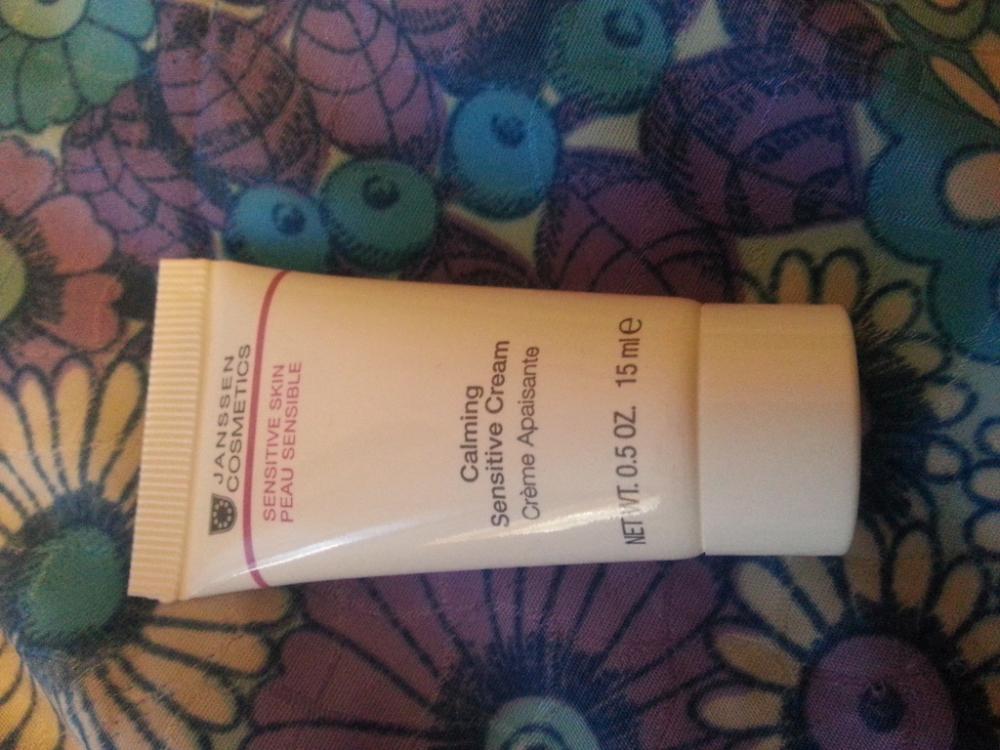 JANSSEN
COSMETICS
SENSITIVE SKIN
PEAU SENSIBLE
Calming
Sensitive Cream
Crème Apaisante
NET WT. 0.5 OZ. 15 ml e